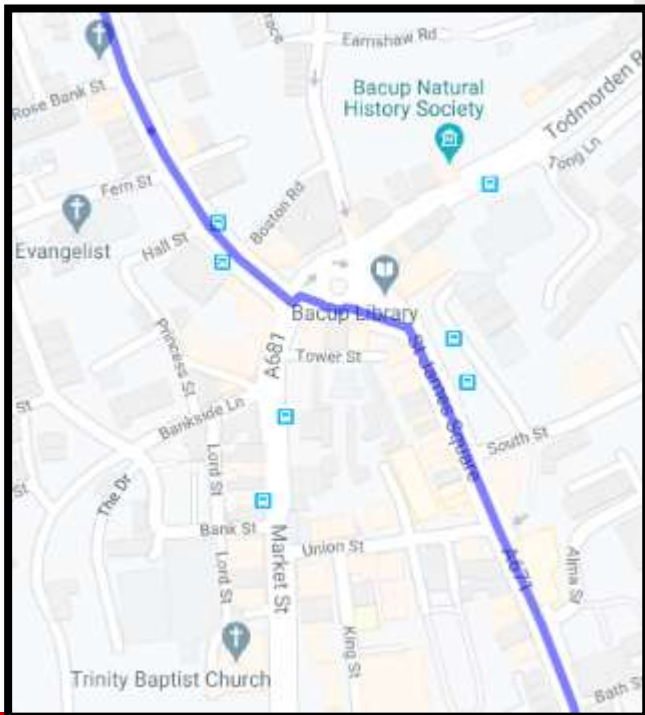 Earnshaw Rd
Bacup Natural
History Society
Todmorden R
Rose Bank St
Tong Ln
Fern St
Boston Rd
Evangelist
Hall St
Bacup Library
A681
Tower St
Princess St
St James Square
Bankside Ln
South St
St
St
The Dr
Lord St
Bank St
Market St
Union St
A671
Alma St
Lord St
King St
Trinity Baptist Church
Bath S